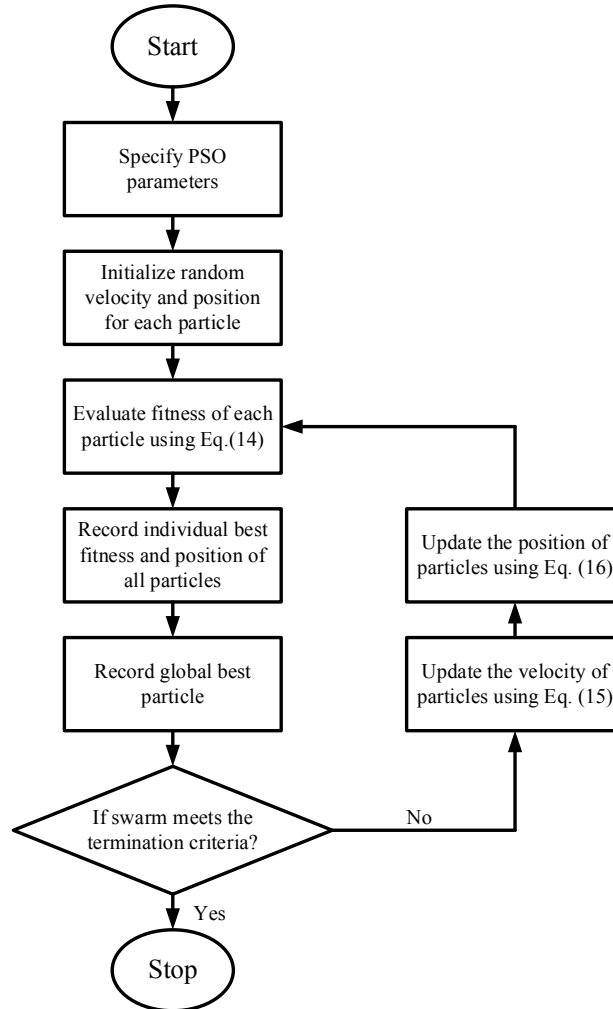 Start
Specify PSO
parameters
Initialize random
velocity and position
for each particle
Evaluate fitness of each
particle using Eq.(14)
Record individual best
fitness and position of
all particles
Record global best
particle
If swarm meets the
termination criteria?
Yes
Stop
No
Update the velocity of
particles using Eq. (15)
Update the position of
particles using Eq. (16)